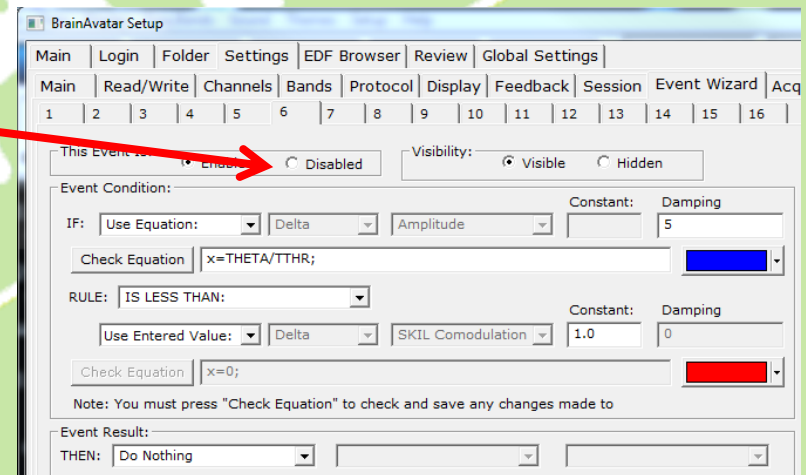 BrainAvatar Setup
Main Login Folder Settings EDF Browser Review Global Settings
Main Read/Write Channels Bands Protocol Display Feedback Session Event Wizard Acq
1 2 3 4 5 6 7 8 9 10 11 12 13 14 15 16
This Event Disabled Visibility: Visible Hidden
Event Condition:
Constant: Damping
IF: Use Equation: Delta Amplitude 5
Check Equation x=THETA/TTHR;
RULE: IS LESS THAN:
Constant: Damping
Use Entered Value: Delta SKIL Comodulation 1.0 0
Check Equation x=0;
Note: You must press "Check Equation" to check and save any changes made to
Event Result:
THEN: Do Nothing